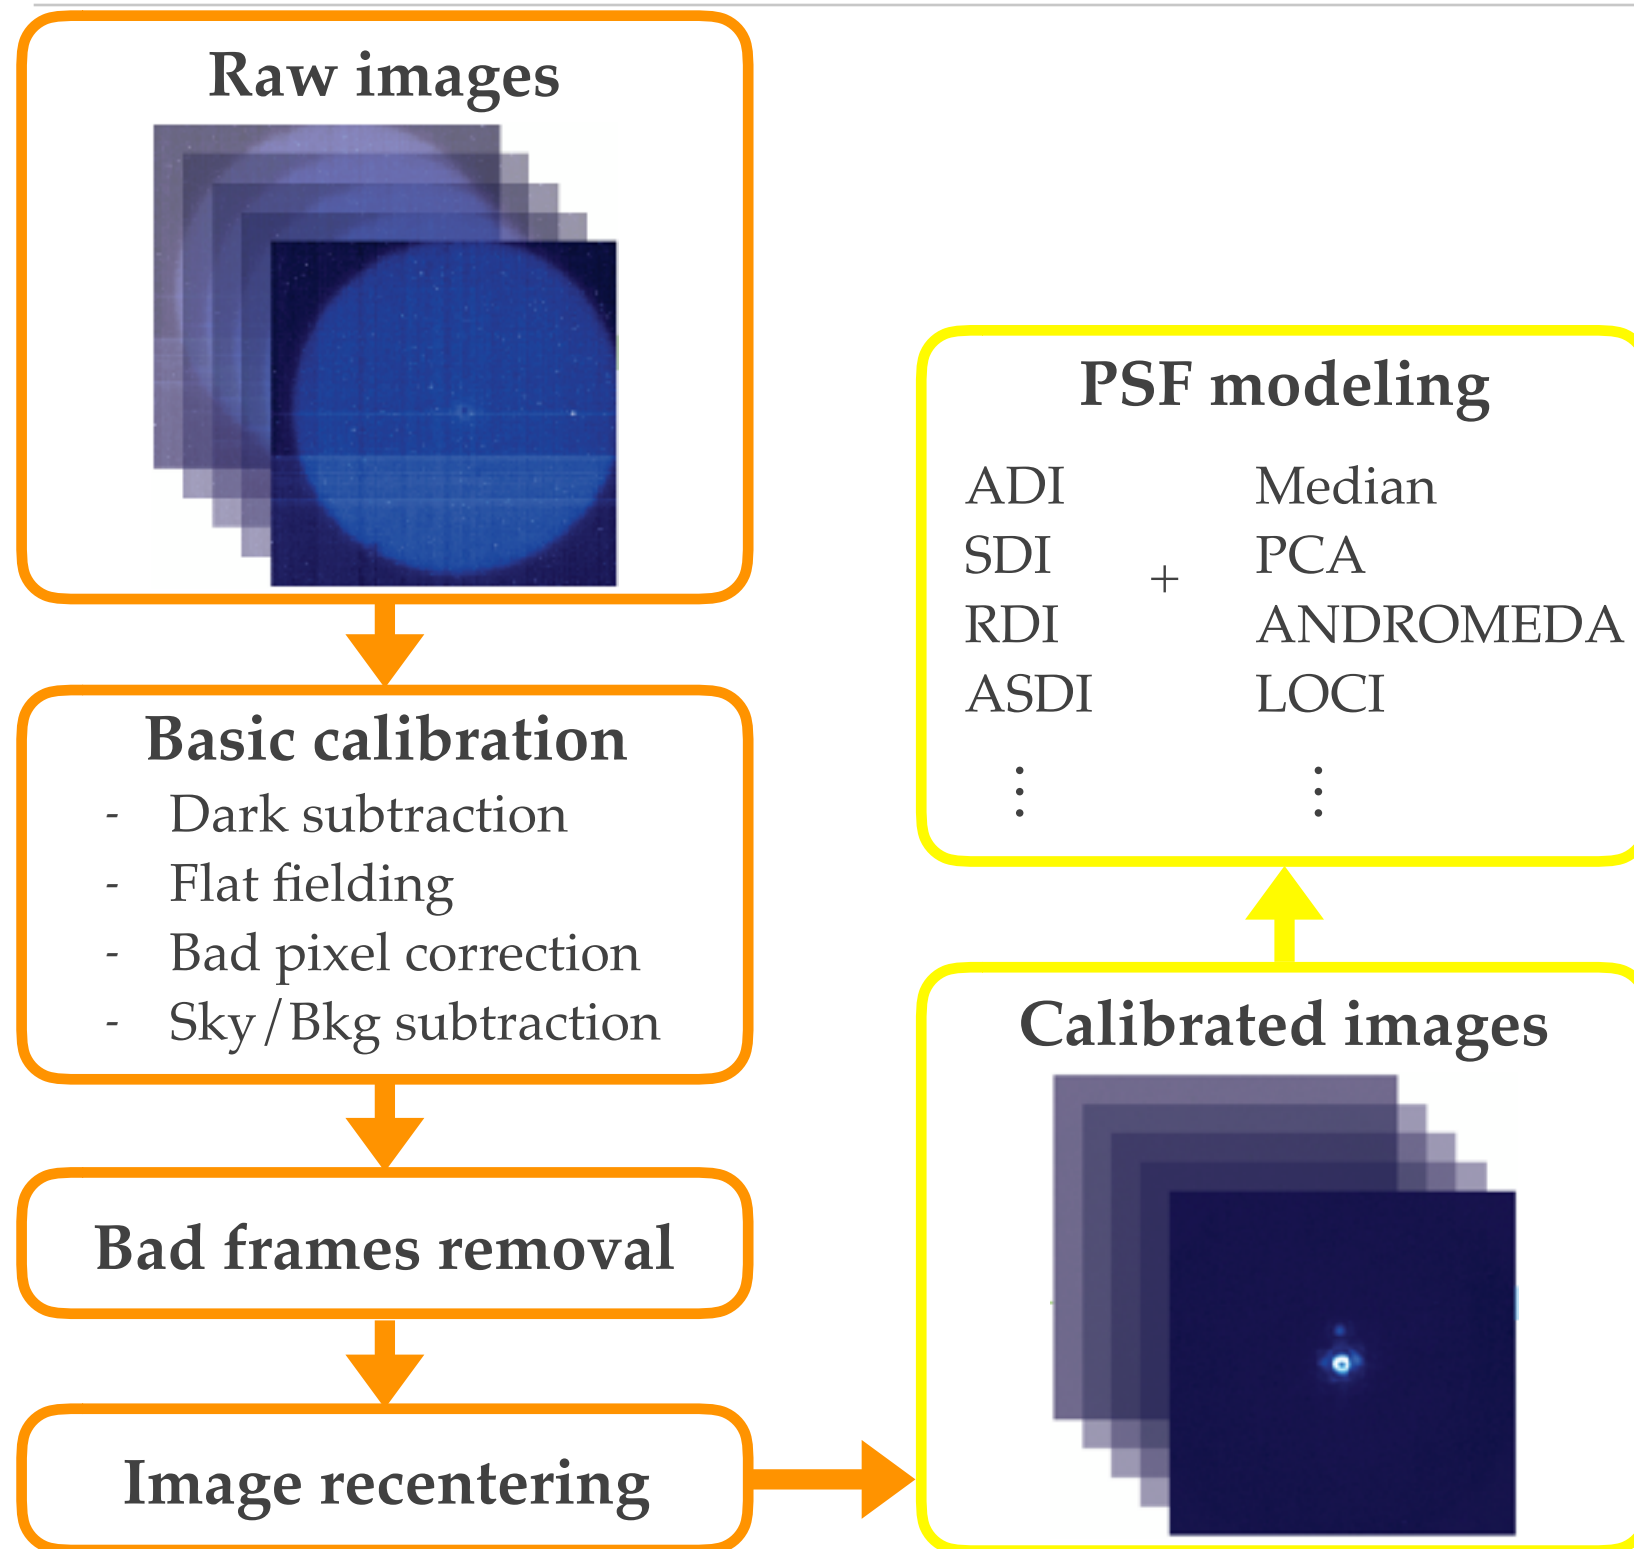 Raw images
Basic calibration
- Dark subtraction
- Flat fielding
- Bad pixel correction
- Sky/Bkg subtraction
Bad frames removal
Image recentering
Calibrated images
PSF modeling
ADI Median
SDI PCA
+
RDI ANDROMEDA
ASDI LOCI
⋮ ⋮